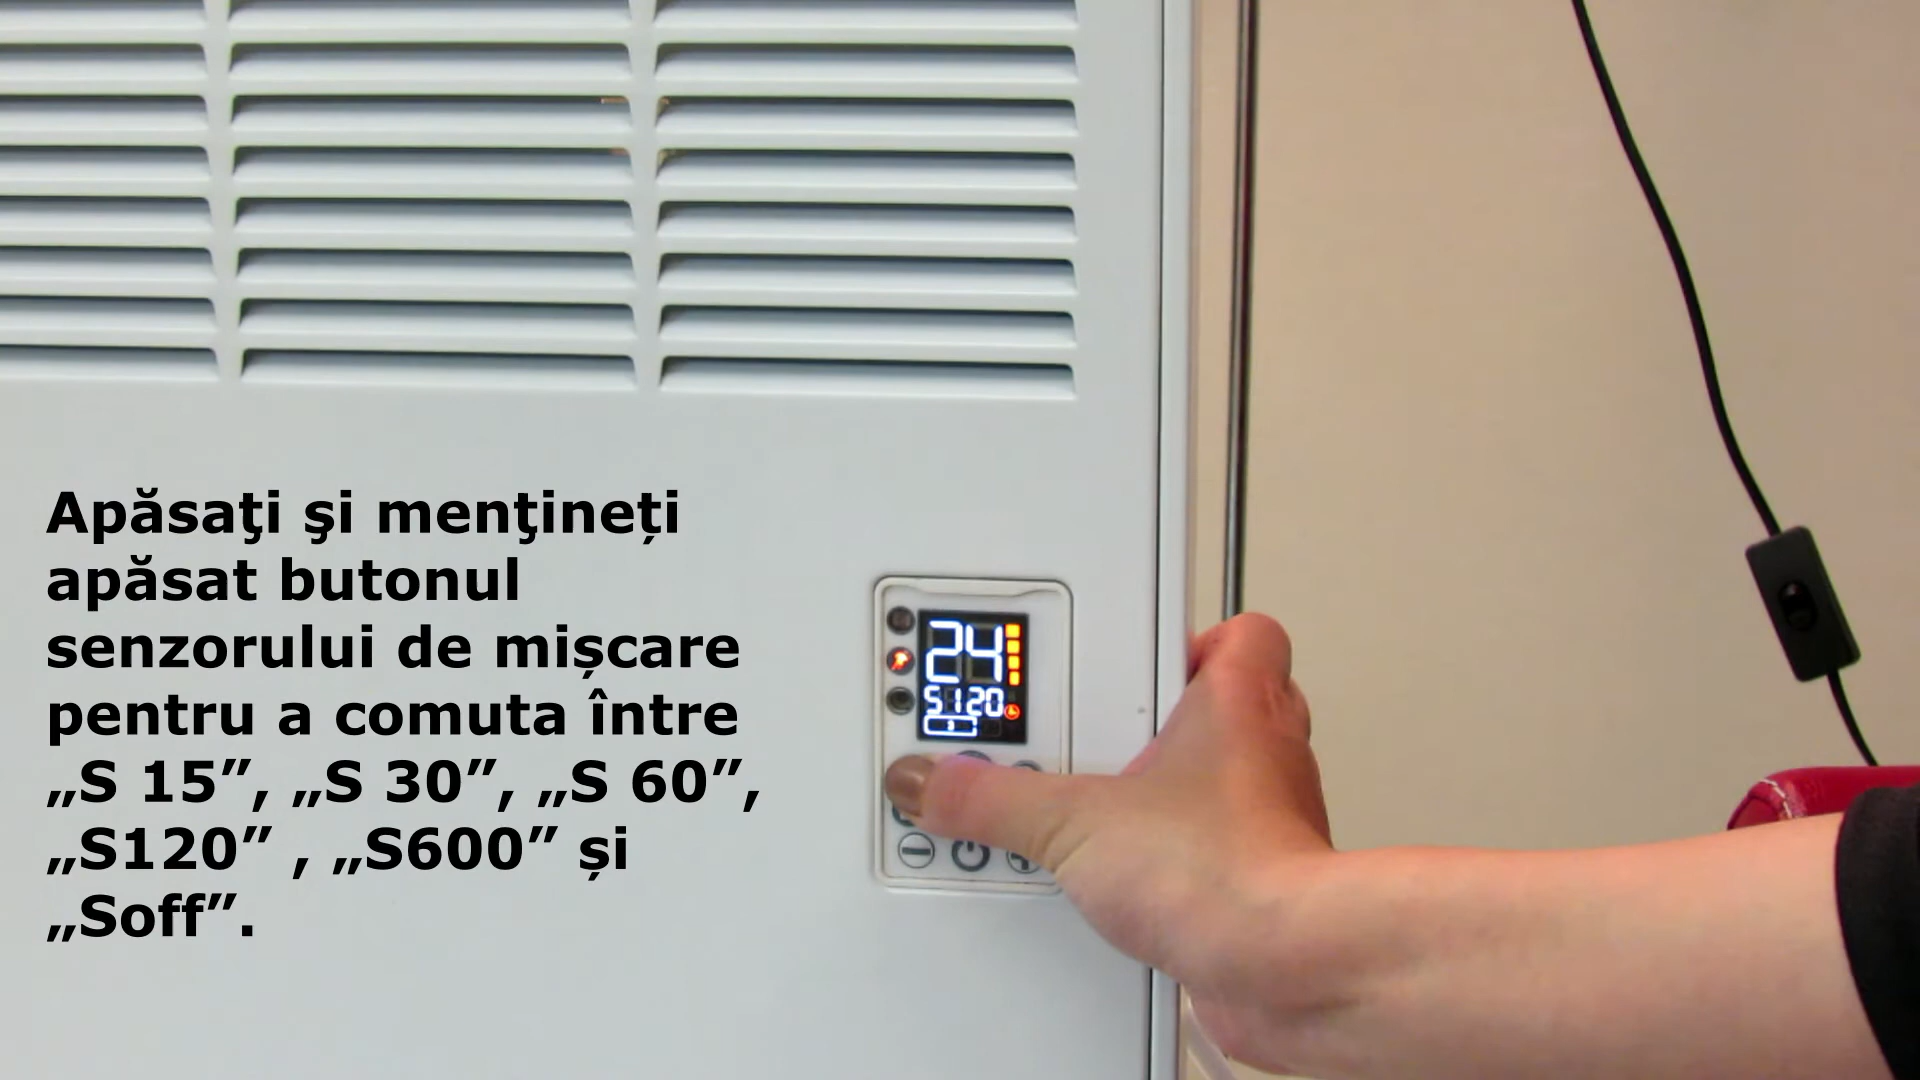 Apăsaţi şi menţineți
apăsat butonul
senzorului de mișcare
pentru a comuta între
„S 15”, „S 30”, „S 60”,
„S120” , „S600” și
„Soff”.
24
S120